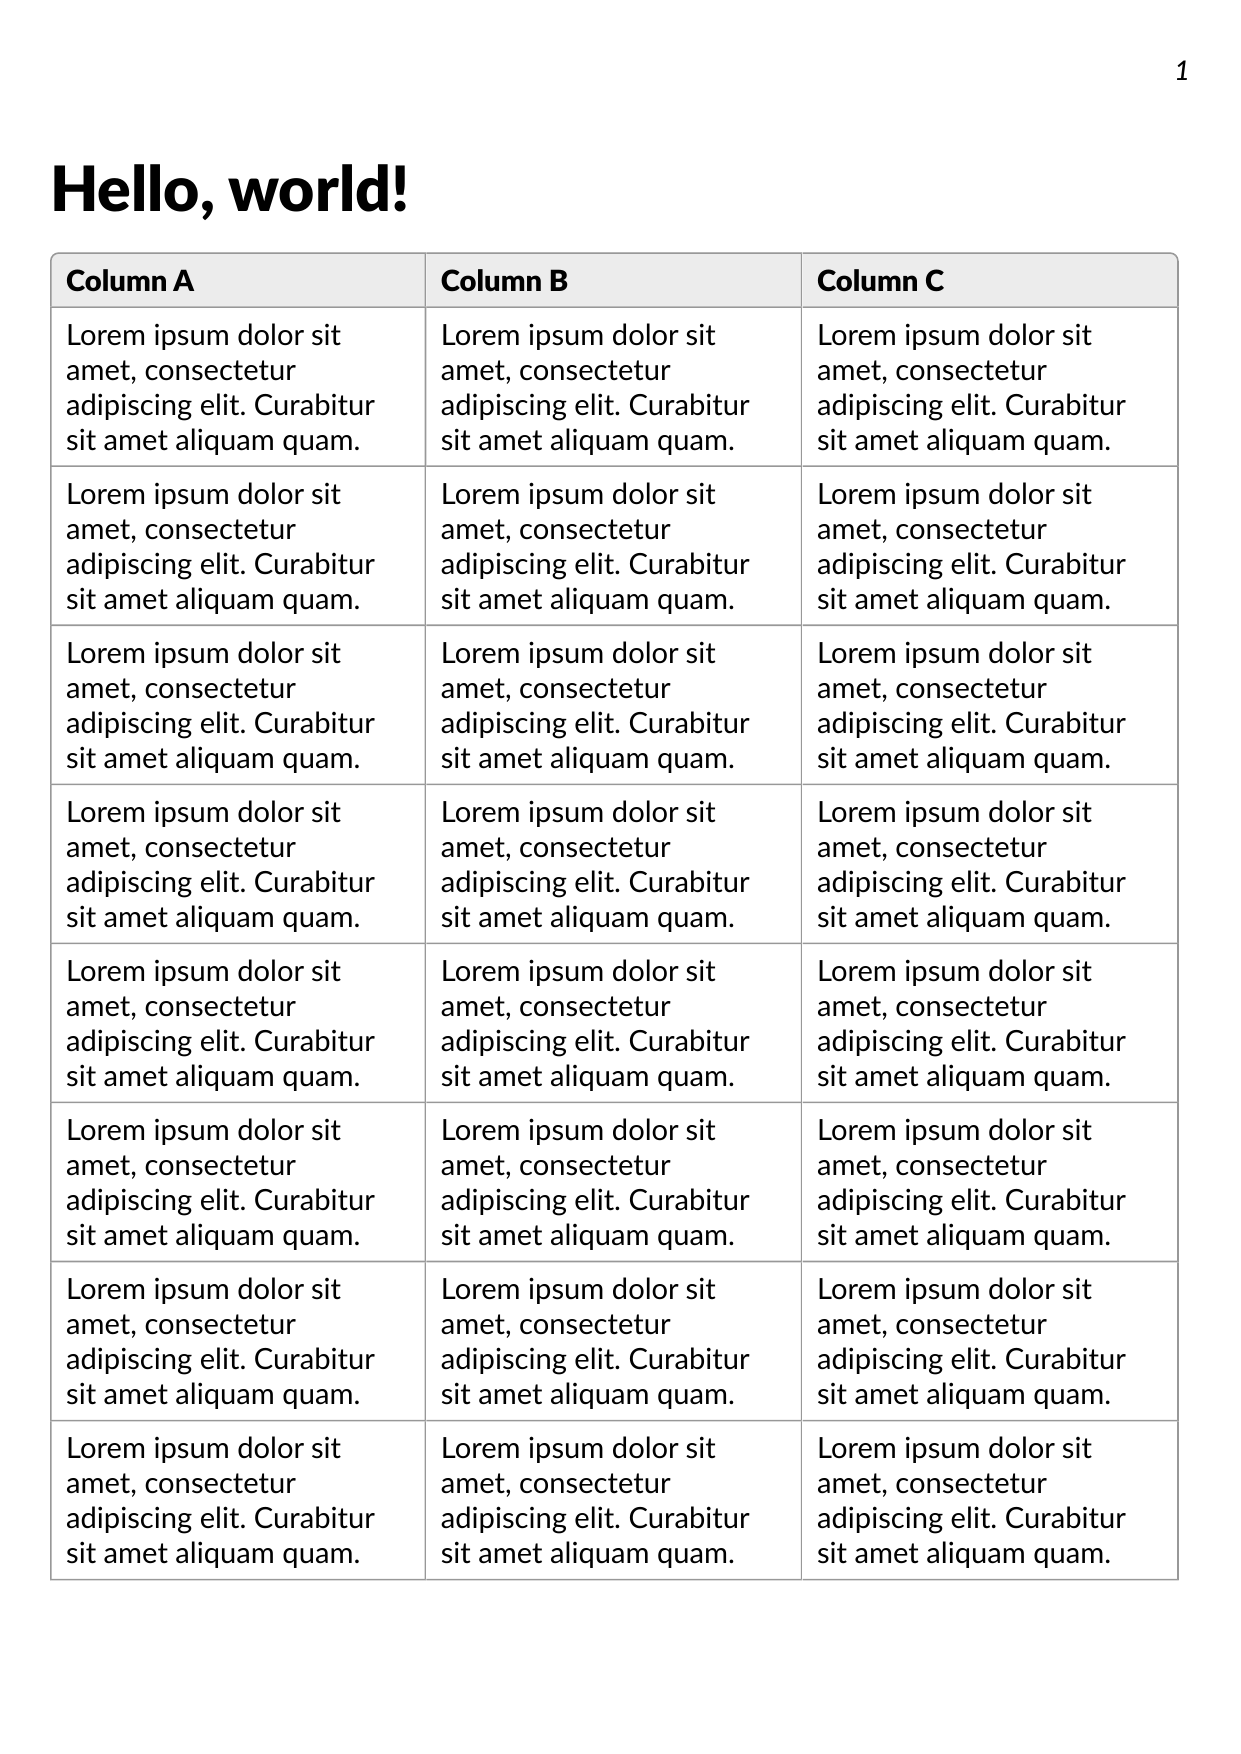 1
Hello, world!
Column A Column B Column C
Lorem ipsum dolor sit Lorem ipsum dolor sit Lorem ipsum dolor sit
amet, consectetur amet, consectetur amet, consectetur
adipiscing elit. Curabitur adipiscing elit. Curabitur adipiscing elit. Curabitur
sit amet aliquam quam. sit amet aliquam quam. sit amet aliquam quam.
Lorem ipsum dolor sit Lorem ipsum dolor sit Lorem ipsum dolor sit
amet, consectetur amet, consectetur amet, consectetur
adipiscing elit. Curabitur adipiscing elit. Curabitur adipiscing elit. Curabitur
sit amet aliquam quam. sit amet aliquam quam. sit amet aliquam quam.
Lorem ipsum dolor sit Lorem ipsum dolor sit Lorem ipsum dolor sit
amet, consectetur amet, consectetur amet, consectetur
adipiscing elit. Curabitur adipiscing elit. Curabitur adipiscing elit. Curabitur
sit amet aliquam quam. sit amet aliquam quam. sit amet aliquam quam.
Lorem ipsum dolor sit Lorem ipsum dolor sit Lorem ipsum dolor sit
amet, consectetur amet, consectetur amet, consectetur
adipiscing elit. Curabitur adipiscing elit. Curabitur adipiscing elit. Curabitur
sit amet aliquam quam. sit amet aliquam quam. sit amet aliquam quam.
Lorem ipsum dolor sit Lorem ipsum dolor sit Lorem ipsum dolor sit
amet, consectetur amet, consectetur amet, consectetur
adipiscing elit. Curabitur adipiscing elit. Curabitur adipiscing elit. Curabitur
sit amet aliquam quam. sit amet aliquam quam. sit amet aliquam quam.
Lorem ipsum dolor sit Lorem ipsum dolor sit Lorem ipsum dolor sit
amet, consectetur amet, consectetur amet, consectetur
adipiscing elit. Curabitur adipiscing elit. Curabitur adipiscing elit. Curabitur
sit amet aliquam quam. sit amet aliquam quam. sit amet aliquam quam.
Lorem ipsum dolor sit Lorem ipsum dolor sit Lorem ipsum dolor sit
amet, consectetur amet, consectetur amet, consectetur
adipiscing elit. Curabitur adipiscing elit. Curabitur adipiscing elit. Curabitur
sit amet aliquam quam. sit amet aliquam quam. sit amet aliquam quam.
Lorem ipsum dolor sit Lorem ipsum dolor sit Lorem ipsum dolor sit
amet, consectetur amet, consectetur amet, consectetur
adipiscing elit. Curabitur adipiscing elit. Curabitur adipiscing elit. Curabitur
sit amet aliquam quam. sit amet aliquam quam. sit amet aliquam quam.